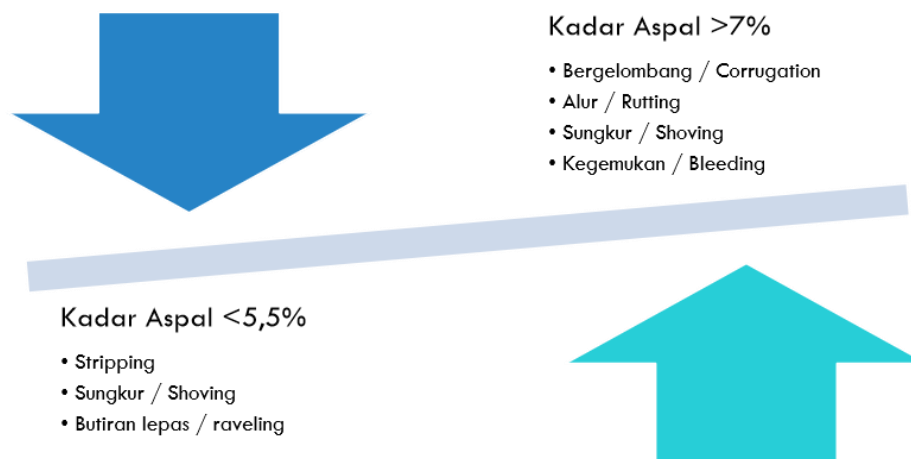 Kadar Aspal >7%
• Bergelombang / Corrugation
• Alur / Rutting
• Sungkur / Shoving
• Kegemukan / Bleeding
Kadar Aspal <5,5%
• Stripping
• Sungkur / Shoving
• Butiran lepas / raveling